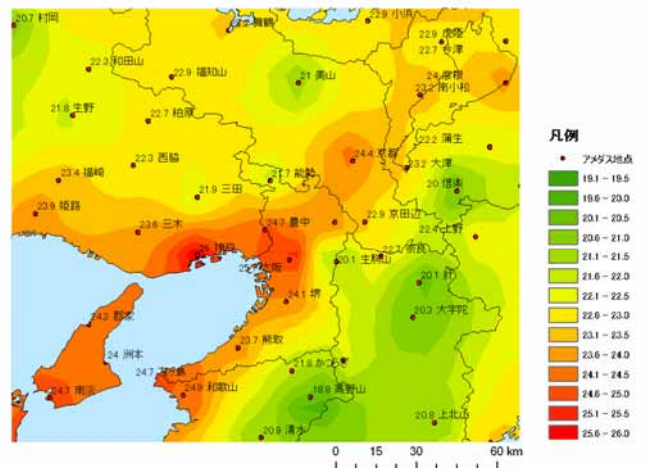 20.7 村岡
舞鶴
22.9 小浜
22.9 虎姫
22.7 今津
22.3 和田山
22.9 福知山
21 美山
24 彦根
23.2 南小松
21.8 生野
22.7 柏原
22.2 蒲生
24.4 京都
22.3 西脇
23.2 大津
23.4 福崎
21.7 能勢
20 信楽
21.9 三田
23.9 姫路
23.6 三木
24.7 豊中
22.9 京田辺
22.4 上野
22.7 奈良
26 神戸
大阪
20.1 生駒山
20.1 針
24.1 堺
20.3 大宇陀
24.3 郡家
23.7 熊取
24 洲本
21.8 かつらぎ
24.7 友ヶ島
24.7 南淡
24.9 和歌山
18.8 高野山
20.8 上北山
20.9 清水
凡例
アメダス地点
19.1 - 19.5
19.6 - 20.0
20.1 - 20.5
20.6 - 21.0
21.1 - 21.5
21.6 - 22.0
22.1 - 22.5
22.6 - 23.0
23.1 - 23.5
23.6 - 24.0
24.1 - 24.5
24.6 - 25.0
25.1 - 25.5
25.6 - 26.0
0 20 40 60 km